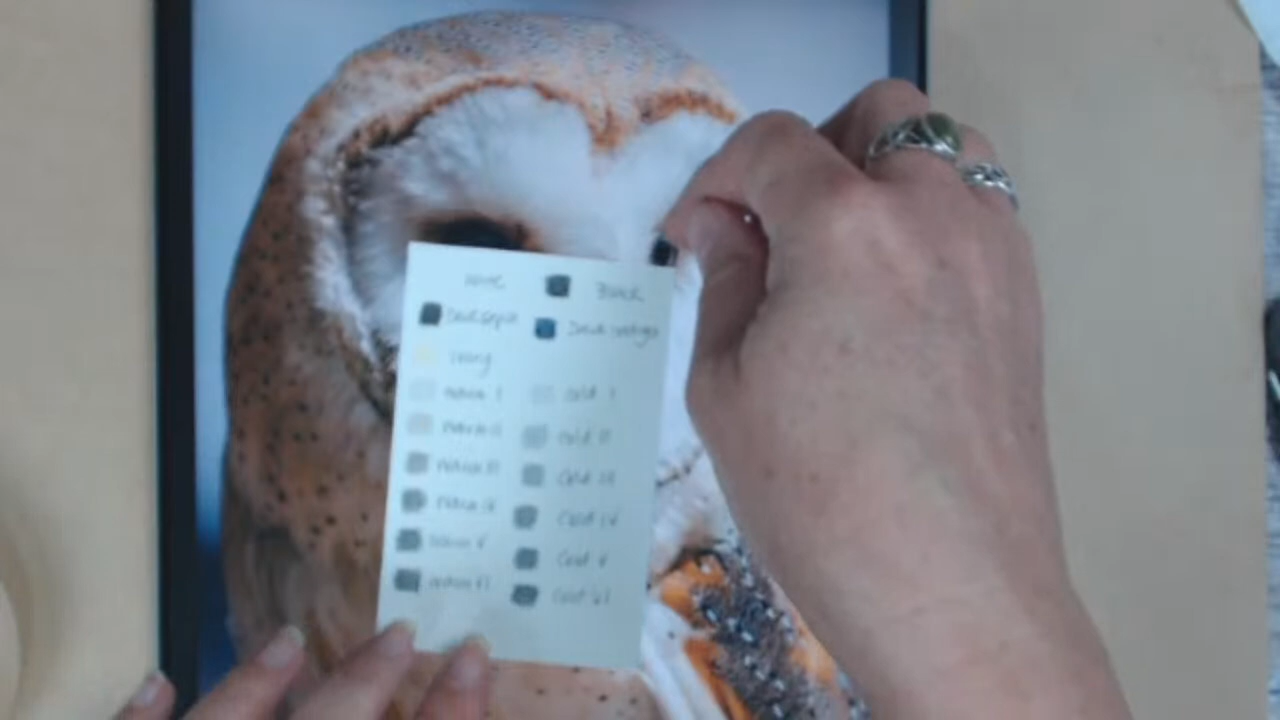 Black
Dark sepia Dark indigo
Ivory
Warm I Cold I
Warm II Cold II
Warm III Cold III
Warm IV Cold IV
Warm V Cold V
Warm VI Cold VI